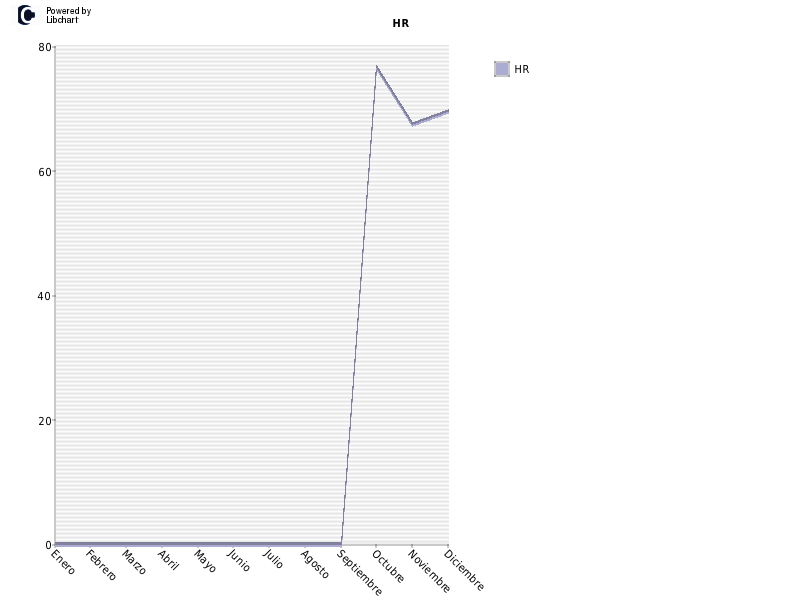 Powered by
Libchart
HR
HR
80
60
40
20
0
Enero
Febrero
Marzo
Abril
Mayo
Junio
Julio
Agosto
Septiembre
Octubre
Noviembre
Diciembre